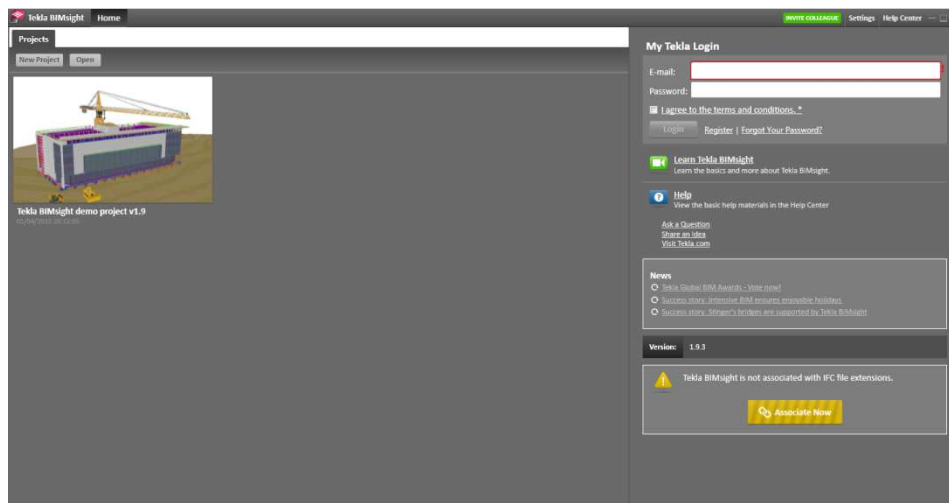 Tekla BIMsight Home
INVITE COLLEAGUE Settings Help Center
Projects
New Project Open
Tekla BIMsight demo project v1.9
My Tekla Login
E-mail:
Password:
I agree to the terms and conditions. *
Login Register | Forgot Your Password?
Learn Tekla BIMsight
Learn the basics and more about Tekla BIMsight.
Help
View the basic help materials in the Help Center
Ask a Question
Share an Idea
Visit Tekla.com
News
Tekla Global BIM Awards - Vote now!
Success story: Intensive BIM ensures enjoyable holidays
Success story: Stinger's bridges are supported by Tekla BIMsight
Version: 1.9.3
Tekla BIMsight is not associated with IFC file extensions.
Associate Now